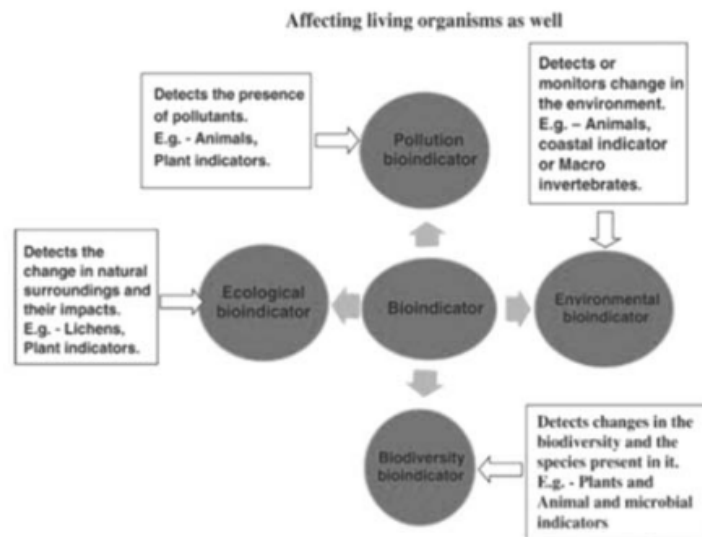 Affecting living organisms as well
Detects the presence
of pollutants.
E.g. - Animals,
Plant indicators.
Pollution
bioindicator
Detects or
monitors change in
the environment.
E.g. – Animals,
coastal indicator
or Macro
invertebrates.
Detects the
change in natural
surroundings and
their impacts.
E.g. - Lichens,
Plant indicators.
Ecological
bioindicator
Bioindicator
Environmental
bioindicator
Biodiversity
bioindicator
Detects changes in the
biodiversity and the
species present in it.
E.g. - Plants and
Animal and microbial
indicators